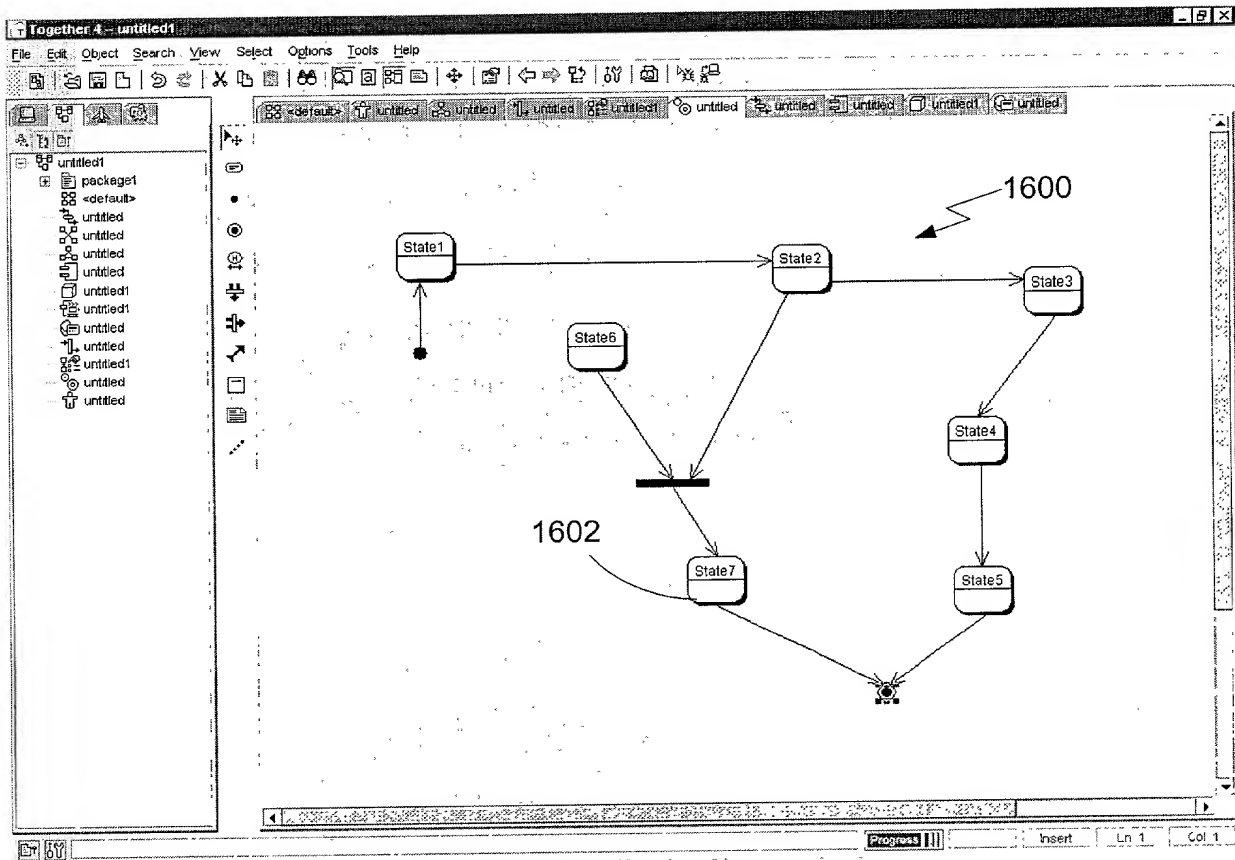 Together 4 – untitled1
File Edit Object Search View Select Options Tools Help
<default> untitled untitled untitled untitled1 untitled untitled untitled untitled1 untitled
untitled1
package1
<default>
untitled
untitled
untitled
untitled
untitled1
untitled1
untitled
untitled
untitled1
untitled
untitled
1600
State1
State2
State3
State6
State4
1602
State7
State5
Progress
Insert Ln 1 Col 1